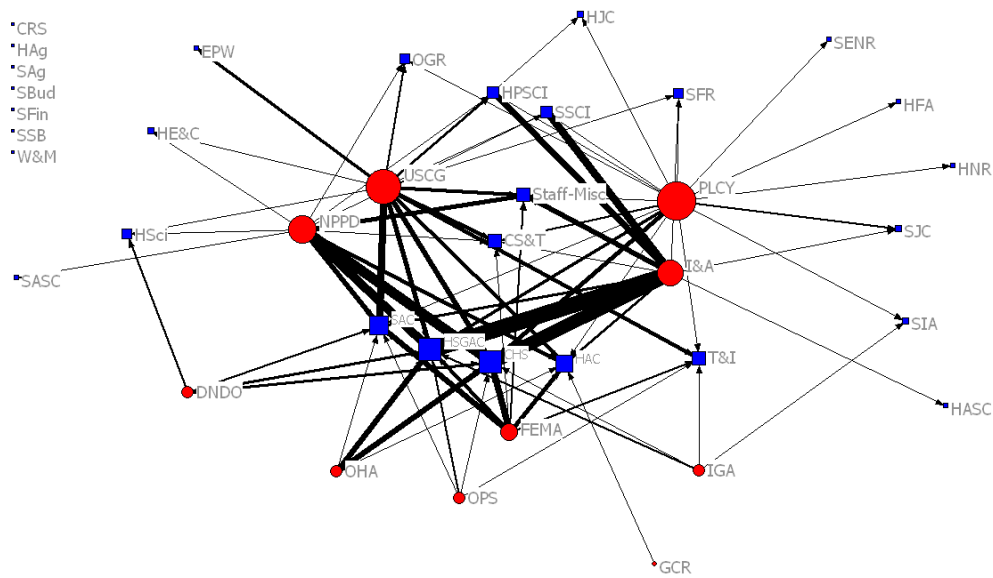 HJC
CRS
SENR
HAg
EPW
OGR
SAg
SBud
HPSCI
SFR
HFA
SFin
SSCI
SSB
HE&C
W&M
HNR
USCG
PLCY
Staff-Misc
NPPD
HSci
CS&T
SJC
I&A
SASC
SAC
SIA
HSGAC
CHS
HAC
T&I
DNDO
HASC
FEMA
OHA
IGA
OPS
GCR